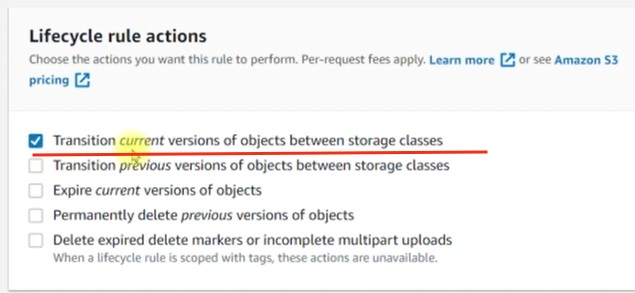 Lifecycle rule actions
Choose the actions you want this rule to perform. Per-request fees apply. Learn more or see Amazon S3
pricing
Transition current versions of objects between storage classes
Transition previous versions of objects between storage classes
Expire current versions of objects
Permanently delete previous versions of objects
Delete expired delete markers or incomplete multipart uploads
When a lifecycle rule is scoped with tags, these actions are unavailable.